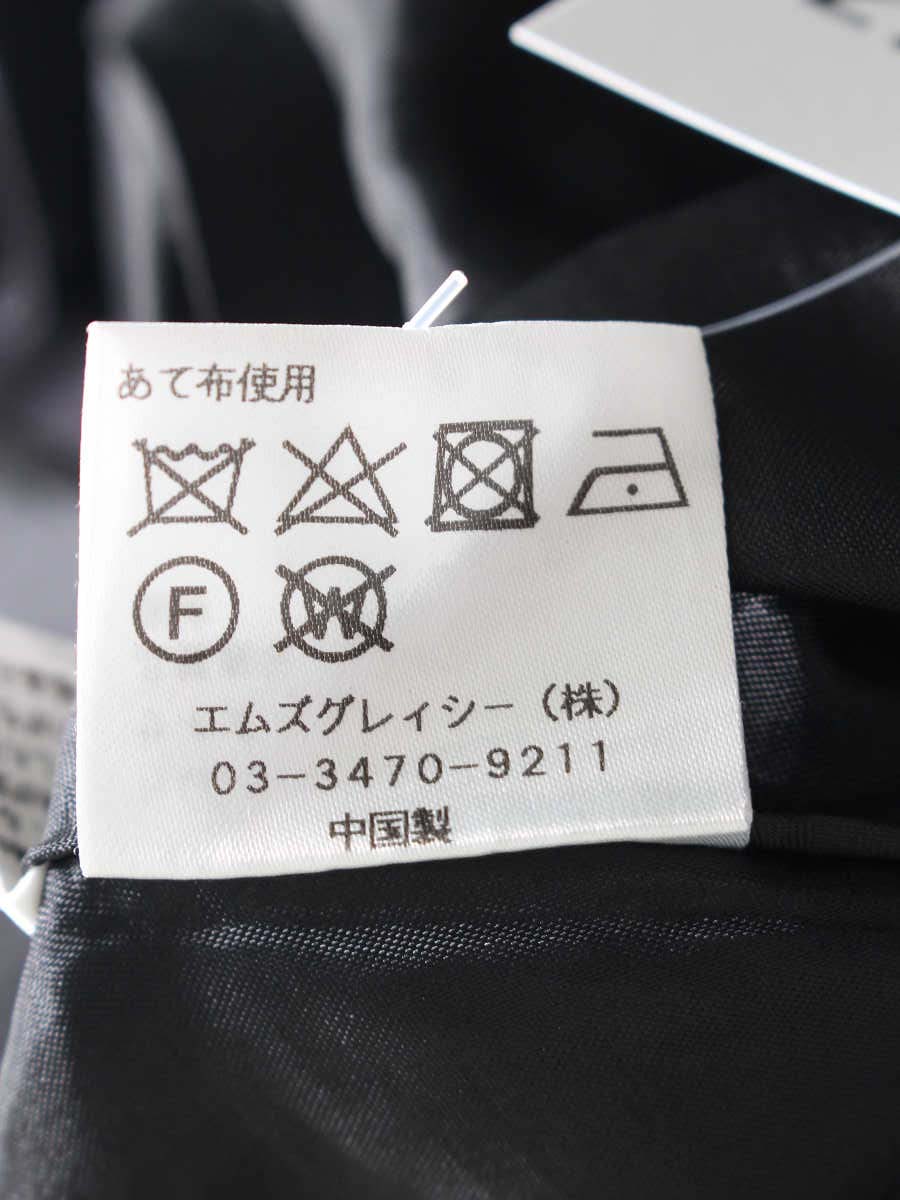 あて布使用
F W
エムズグレイシー（株）
03-3470-9211
中国製